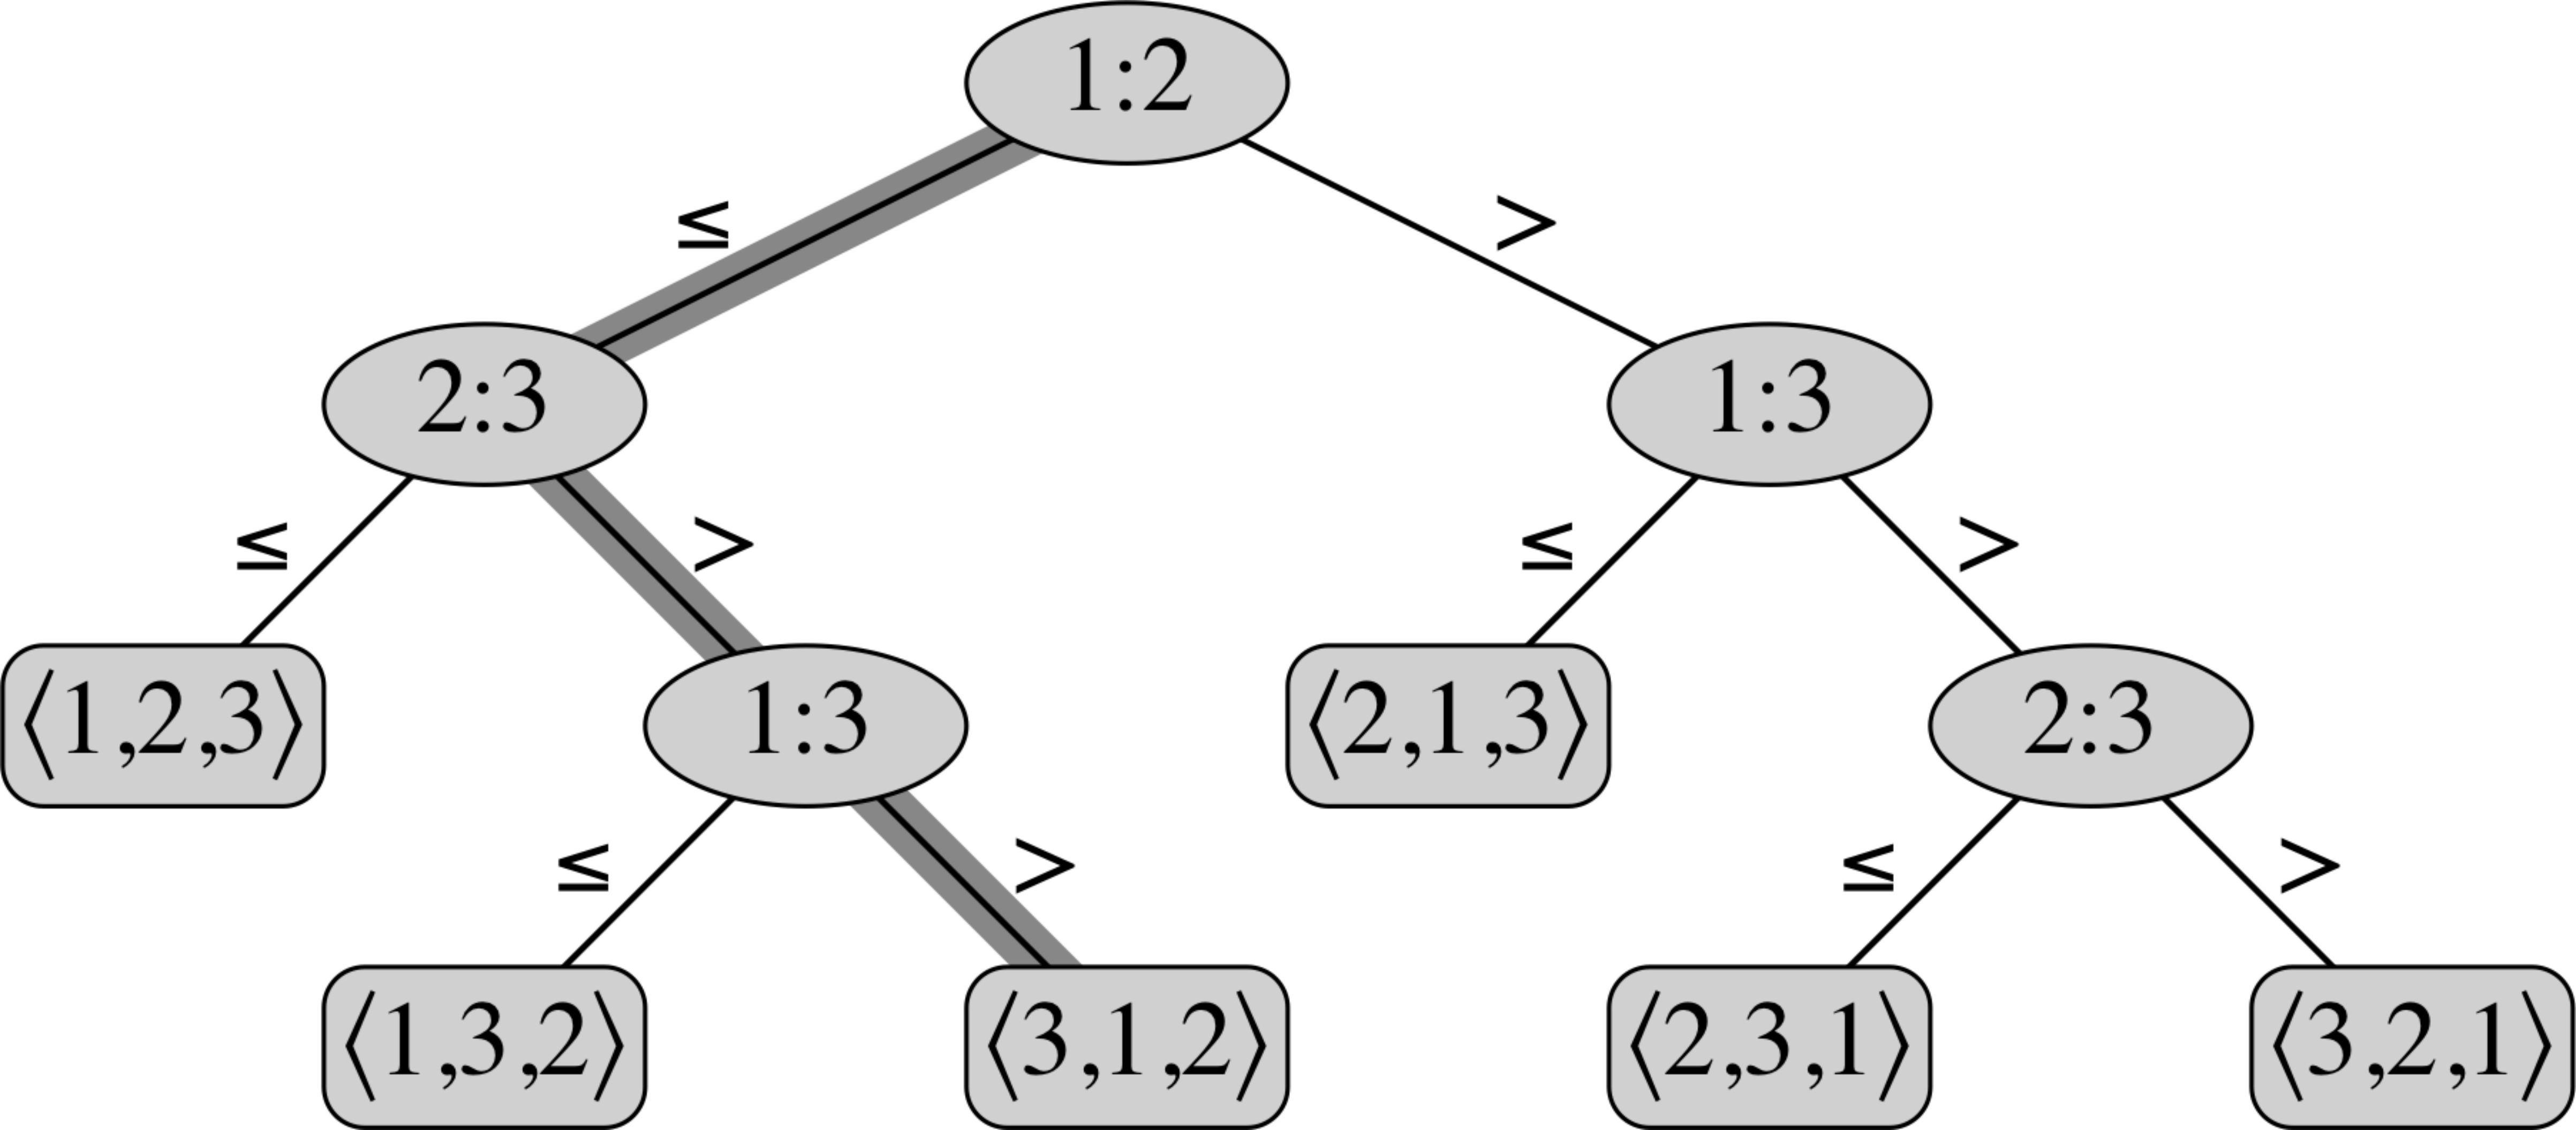 1:2
≤ >
2:3 1:3
≤ > ≤ >
⟨1,2,3⟩ 1:3 ⟨2,1,3⟩ 2:3
≤ > ≤ >
⟨1,3,2⟩ ⟨3,1,2⟩ ⟨2,3,1⟩ ⟨3,2,1⟩